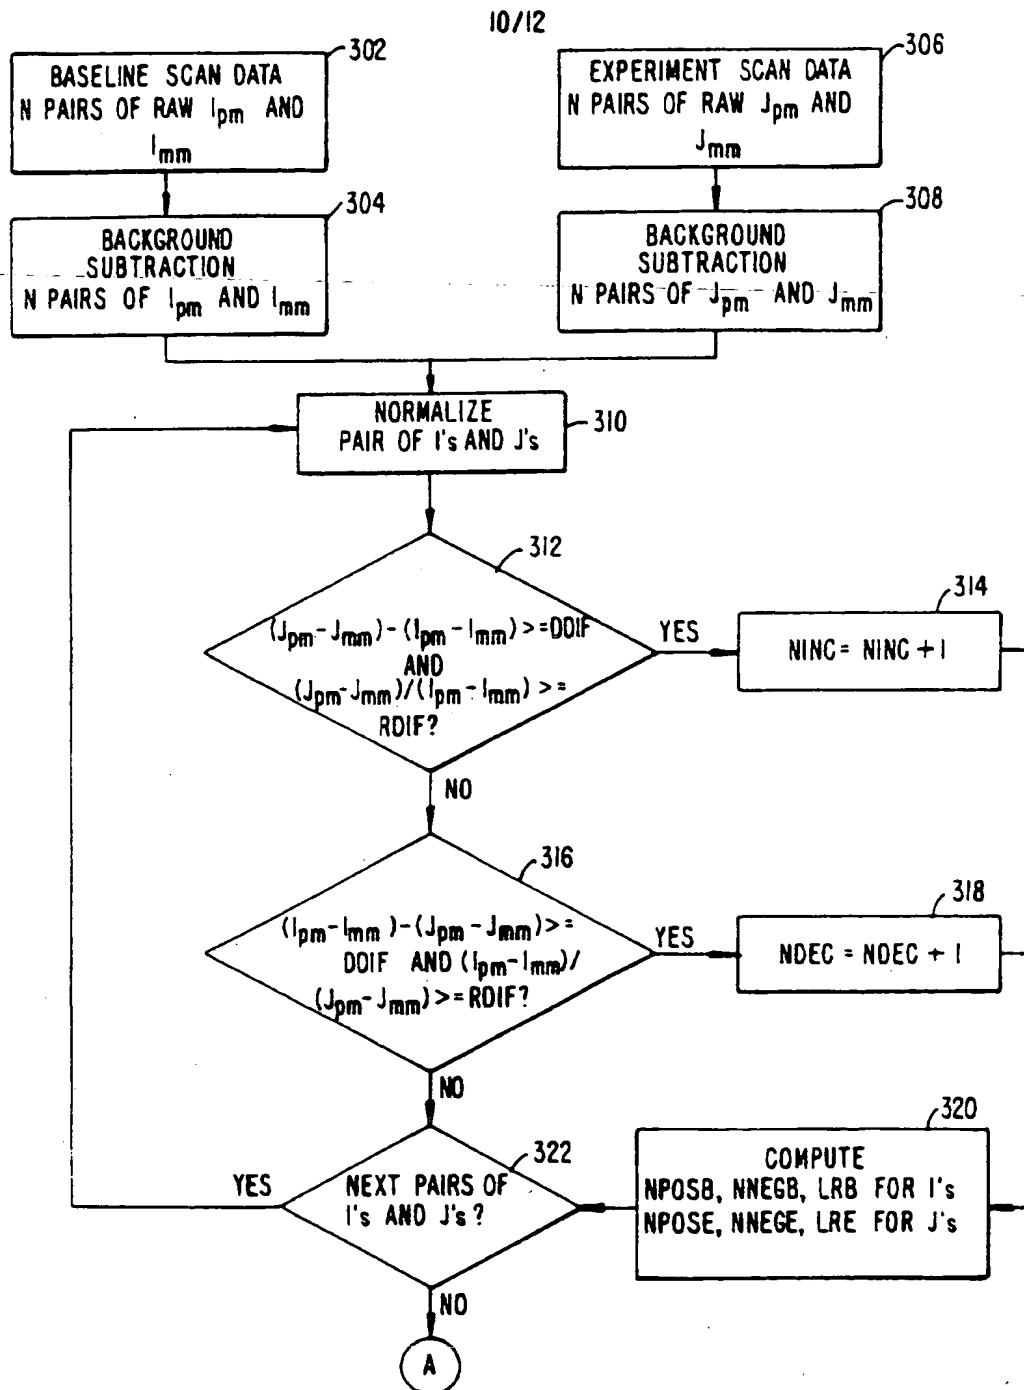 10/12
302
BASELINE SCAN DATA
N PAIRS OF RAW Ipm AND
Imm
306
EXPERIMENT SCAN DATA
N PAIRS OF RAW Jpm AND
Jmm
304
BACKGROUND
SUBTRACTION
N PAIRS OF Ipm AND Imm
308
BACKGROUND
SUBTRACTION
N PAIRS OF Jpm AND Jmm
NORMALIZE
PAIR OF I's AND J's
310
312
(Jpm-Jmm)-(Ipm-Imm)>=DDIF
AND
(Jpm-Jmm)/(Ipm-Imm)>=
RDIF?
YES
314
NINC= NINC +1
NO
316
(Ipm-Imm)-(Jpm-Jmm)>=
DDIF AND (Ipm-Imm)/
(Jpm-Jmm)>=RDIF?
YES
318
NDEC = NDEC + 1
NO
322
NEXT PAIRS OF
I's AND J's?
YES
320
COMPUTE
NPOSB, NNEGB, LRB FOR I's
NPOSE, NNEGE, LRE FOR J's
NO
A